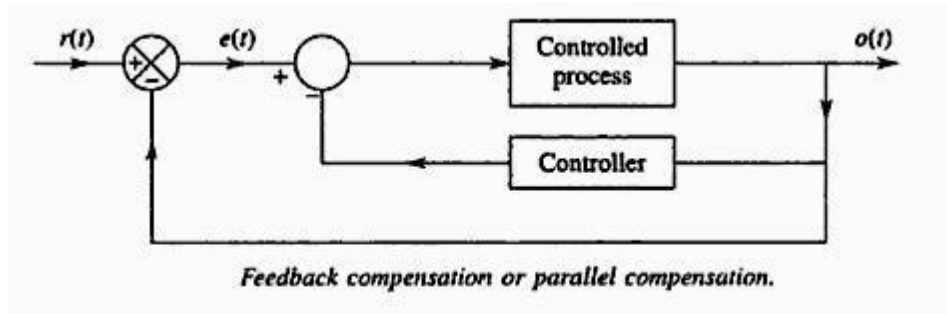 r(t)
e(t)
Controlled
process
o(t)
+
−
+
−
Controller
Feedback compensation or parallel compensation.